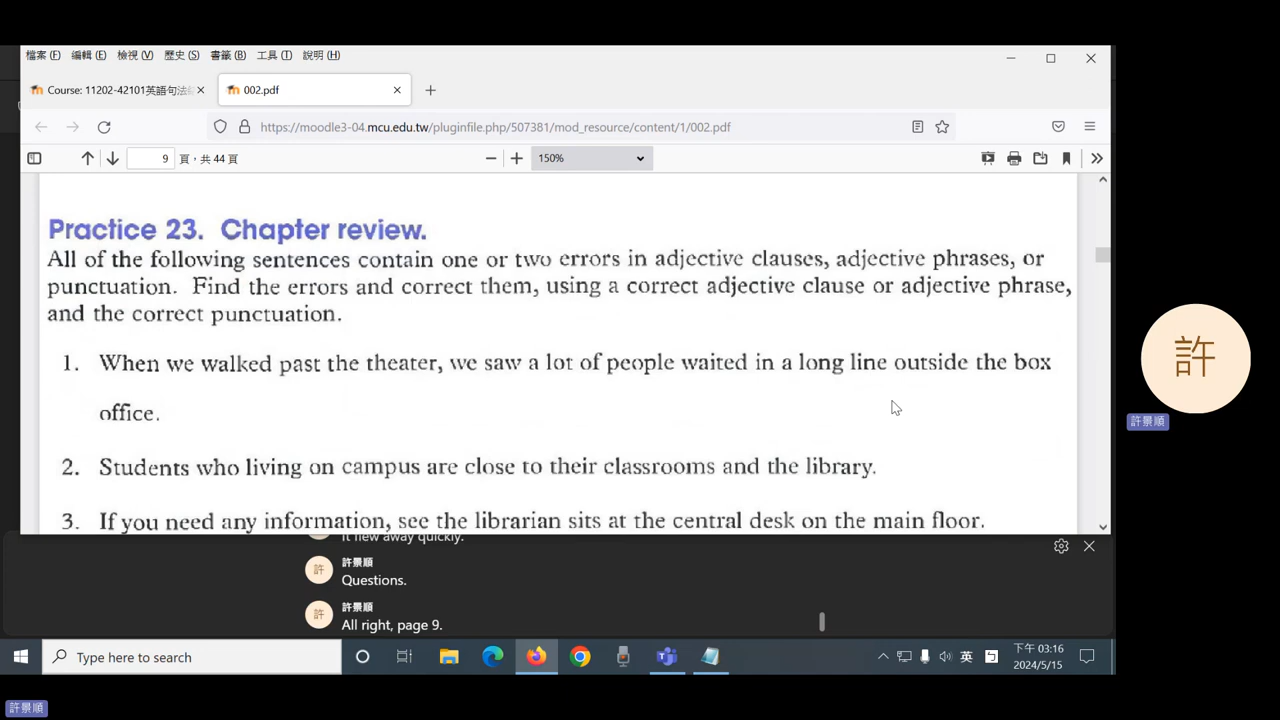 檔案(F) 編輯(E) 檢視(V) 歷史(S) 書籤(B) 工具(T) 說明(H)
Course: 11202-42101英語句法
002.pdf
https://moodle3-04.mcu.edu.tw/pluginfile.php/507381/mod_resource/content/1/002.pdf
9 頁，共 44 頁
150%
Practice 23. Chapter review.
All of the following sentences contain one or two errors in adjective clauses, adjective phrases, or
punctuation. Find the errors and correct them, using a correct adjective clause or adjective phrase,
and the correct punctuation.
1. When we walked past the theater, we saw a lot of people waited in a long line outside the box
office.
2. Students who living on campus are close to their classrooms and the library.
3. If you need any information, see the librarian sits at the central desk on the main floor.
許
許景順
It flew away quickly.
許 許景順
Questions.
許 許景順
All right, page 9.
Type here to search
英
下午 03:16
2024/5/15
許景順